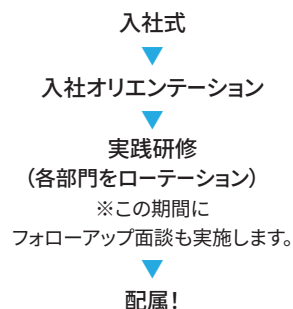 入社式
入社オリエンテーション
実践研修
（各部門をローテーション）
※この期間に
フォローアップ面談も実施します。
配属！